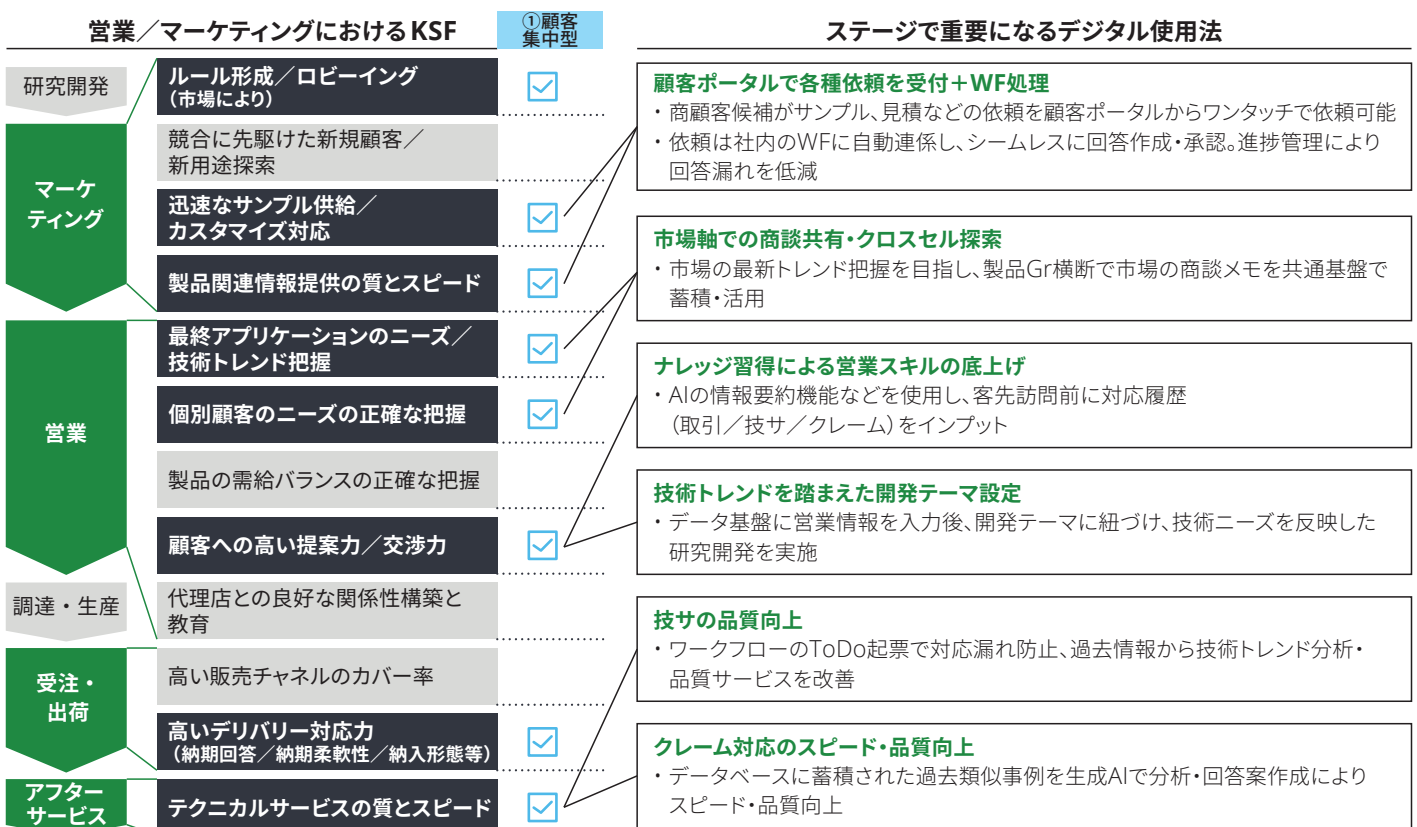 営業／マーケティングにおけるKSF
①顧客
集中型
ステージで重要になるデジタル使用法
研究開発
マーケ
ティング
営業
調達・生産
受注・
出荷
アフター
サービス
ルール形成／ロビーイング
（市場により）
競合に先駆けた新規顧客／
新用途探索
迅速なサンプル供給／
カスタマイズ対応
製品関連情報提供の質とスピード
最終アプリケーションのニーズ／
技術トレンド把握
個別顧客のニーズの正確な把握
製品の需給バランスの正確な把握
顧客への高い提案力／交渉力
代理店との良好な関係性構築と
教育
高い販売チャネルのカバー率
高いデリバリー対応力
（納期回答／納期柔軟性／納入形態等）
テクニカルサービスの質とスピード
顧客ポータルで各種依頼を受付＋WF処理
・商顧客候補がサンプル、見積などの依頼を顧客ポータルからワンタッチで依頼可能
・依頼は社内のWFに自動連係し、シームレスに回答作成・承認。進捗管理により
回答漏れを低減
市場軸での商談共有・クロスセル探索
・市場の最新トレンド把握を目指し、製品Gr横断で市場の商談メモを共通基盤で
蓄積・活用
ナレッジ習得による営業スキルの底上げ
・AIの情報要約機能などを使用し、客先訪問前に対応履歴
（取引／技サ／クレーム）をインプット
技術トレンドを踏まえた開発テーマ設定
・データ基盤に営業情報を入力後、開発テーマに紐づけ、技術ニーズを反映した
研究開発を実施
技サの品質向上
・ワークフローのToDo起票で対応漏れ防止、過去情報から技術トレンド分析・
品質サービスを改善
クレーム対応のスピード・品質向上
・データベースに蓄積された過去類似事例を生成AIで分析・回答案作成により
スピード・品質向上